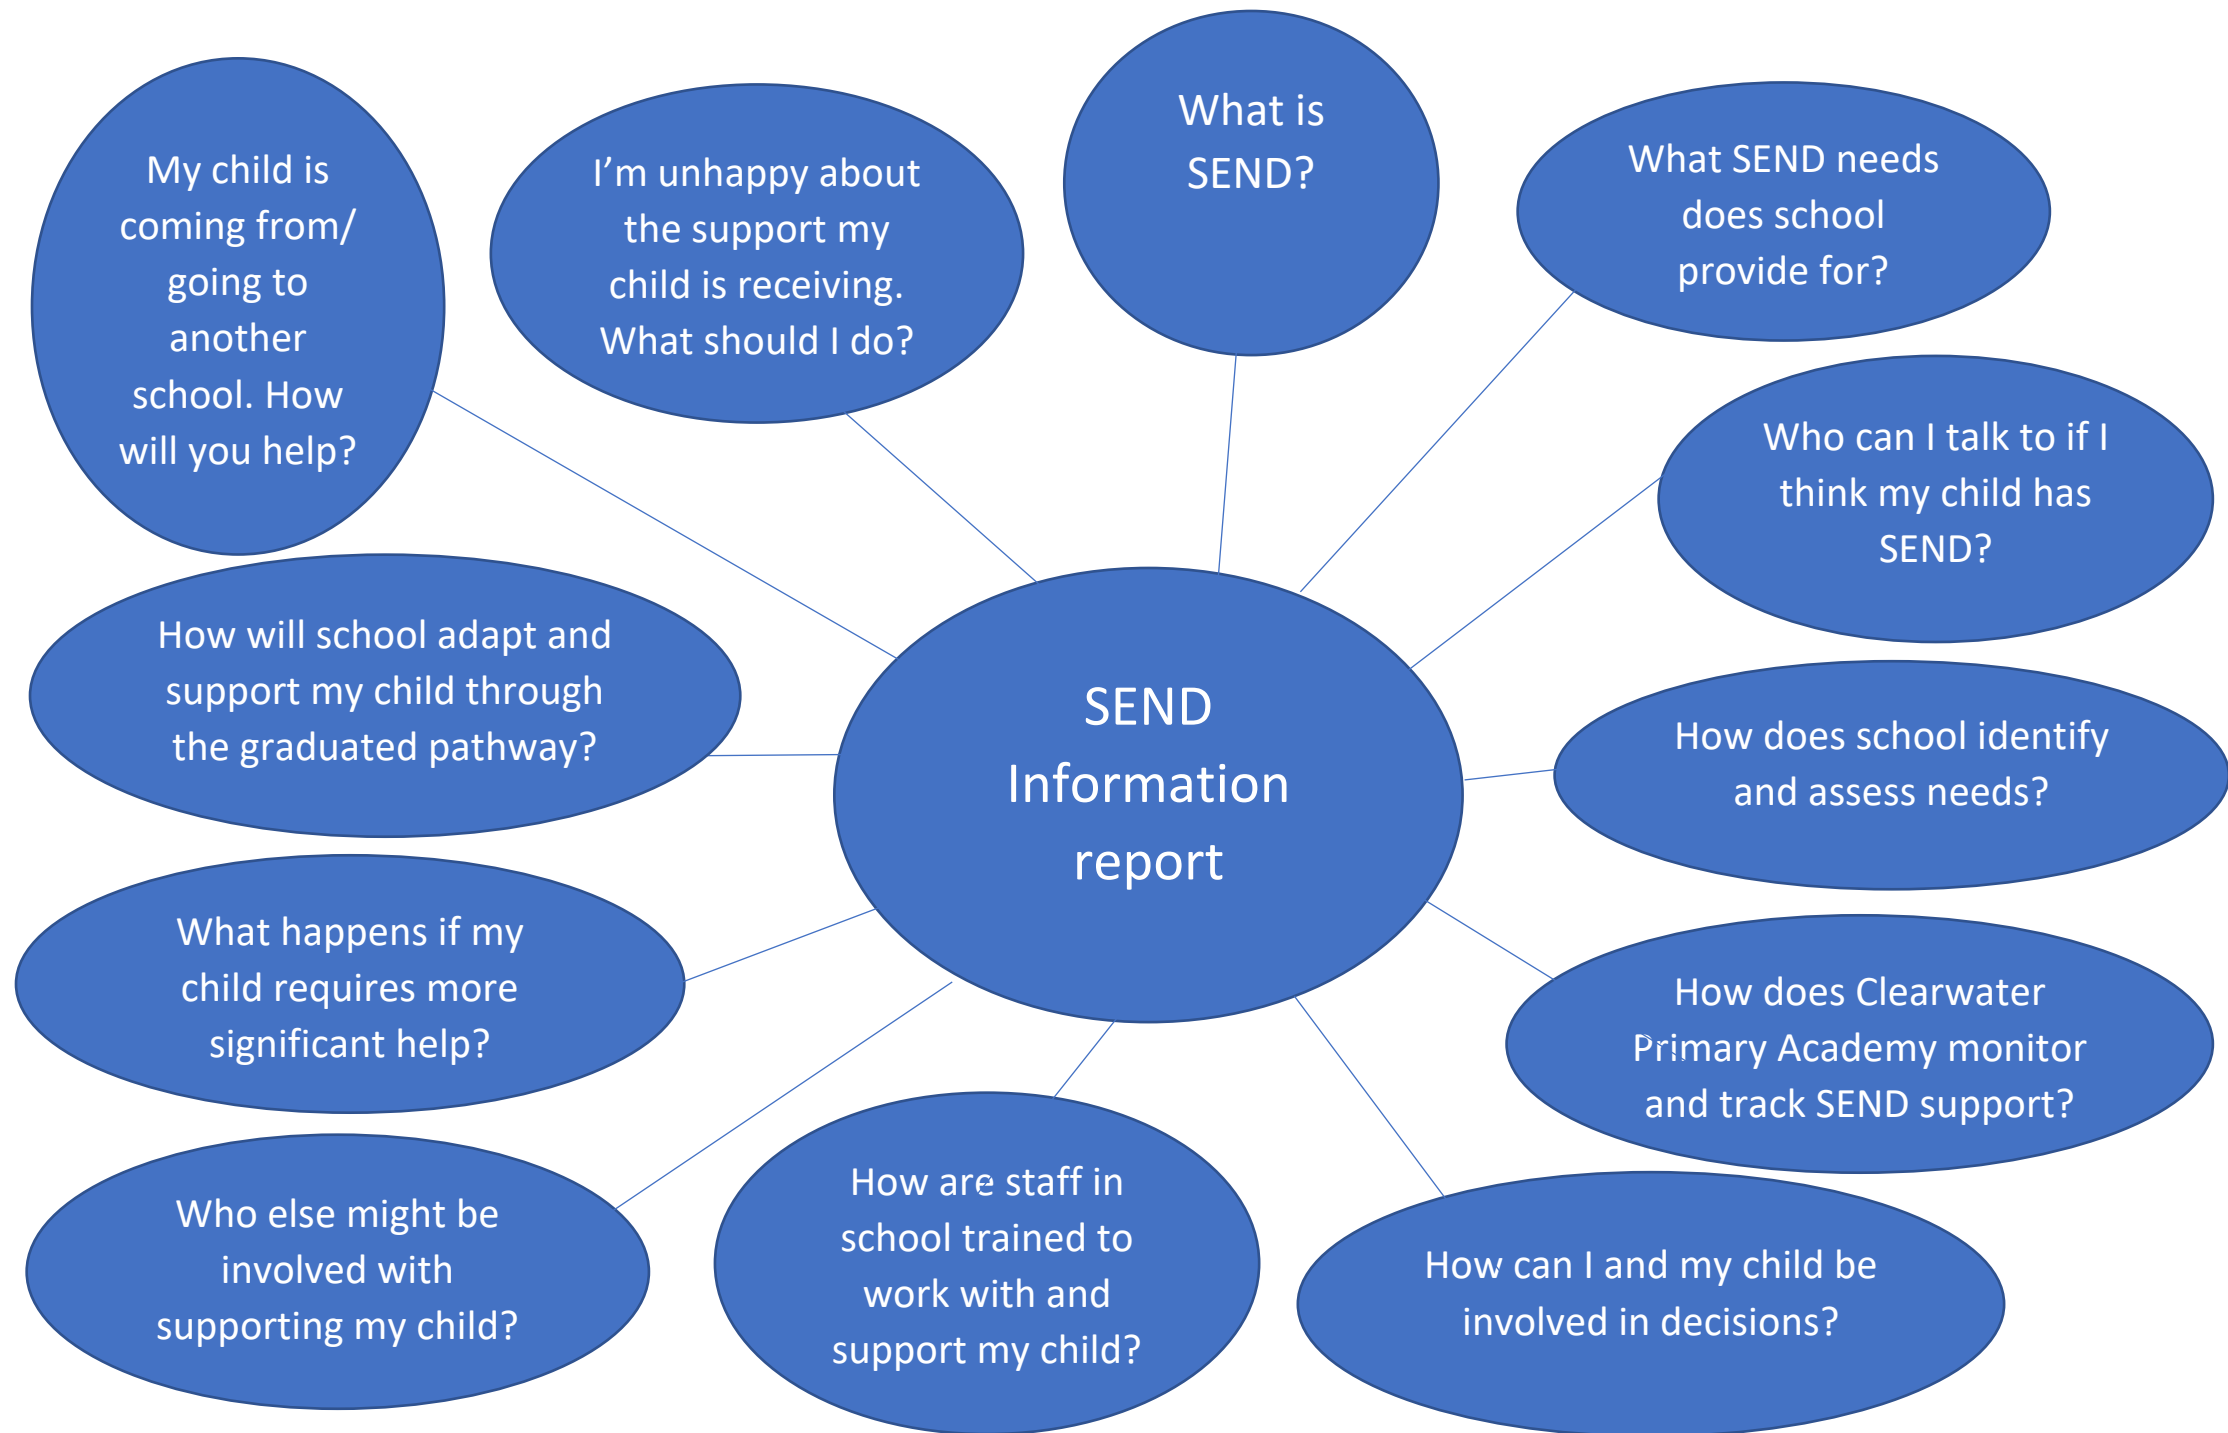 What is
SEND?
What SEND needs
does school
provide for?
Who can I talk to if I
think my child has
SEND?
How does school identify
and assess needs?
How does Clearwater
Primary Academy monitor
and track SEND support?
How can I and my child be
involved in decisions?
How are staff in
school trained to
work with and
support my child?
Who else might be
involved with
supporting my child?
What happens if my
child requires more
significant help?
How will school adapt and
support my child through
the graduated pathway?
My child is
coming from/
going to
another
school. How
will you help?
I’m unhappy about
the support my
child is receiving.
What should I do?
SEND
Information
report